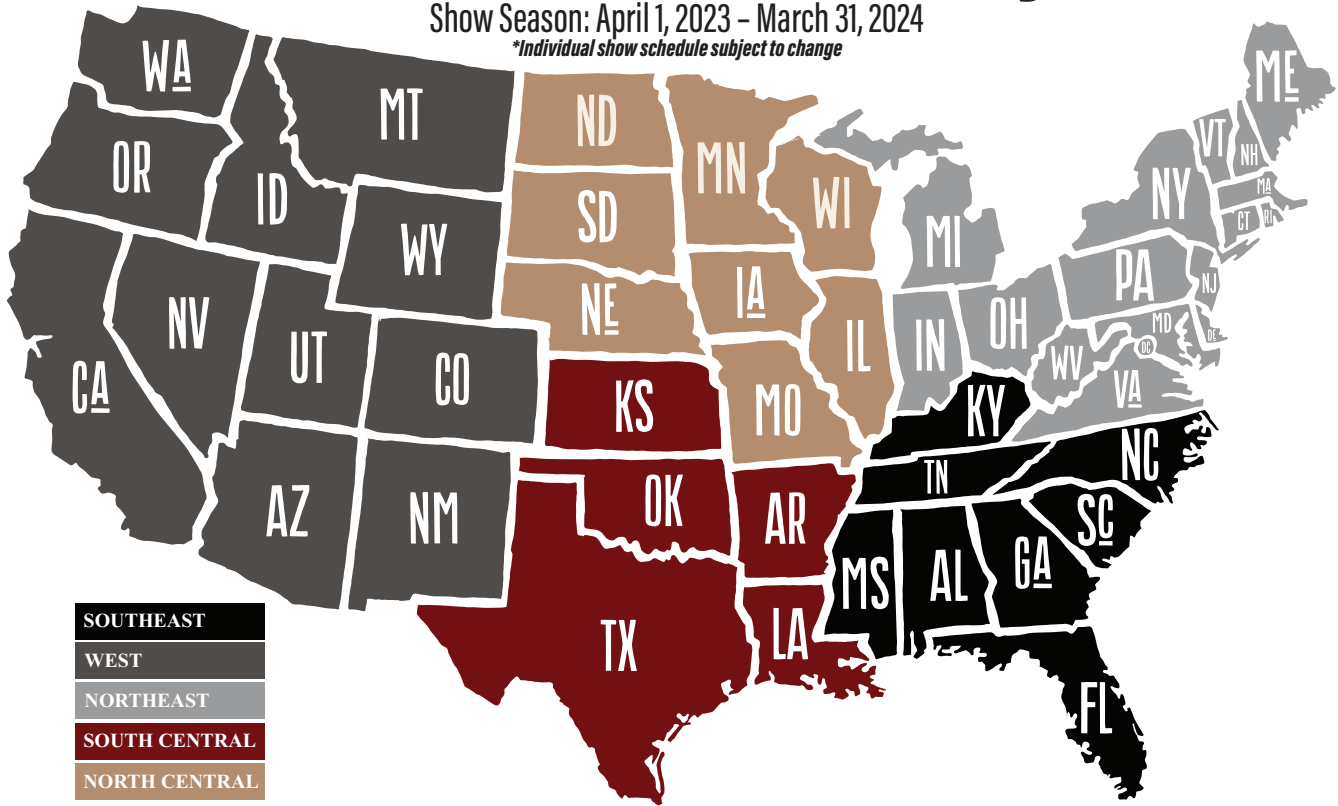 Show Season: April 1, 2023 – March 31, 2024
*Individual show schedule subject to change
WA
MT
ND
MN
ME
OR
ID
SD
WI
VT
NH
NY
MA
CT
RI
WY
MI
NV
UT
CO
NE
IA
IL
IN
OH
PA
NJ
MD
DE
DC
WV
VA
CA
KS
MO
KY
NC
TN
AZ
NM
OK
AR
SC
MS
AL
GA
TX
LA
FL
SOUTHEAST
WEST
NORTHEAST
SOUTH CENTRAL
NORTH CENTRAL